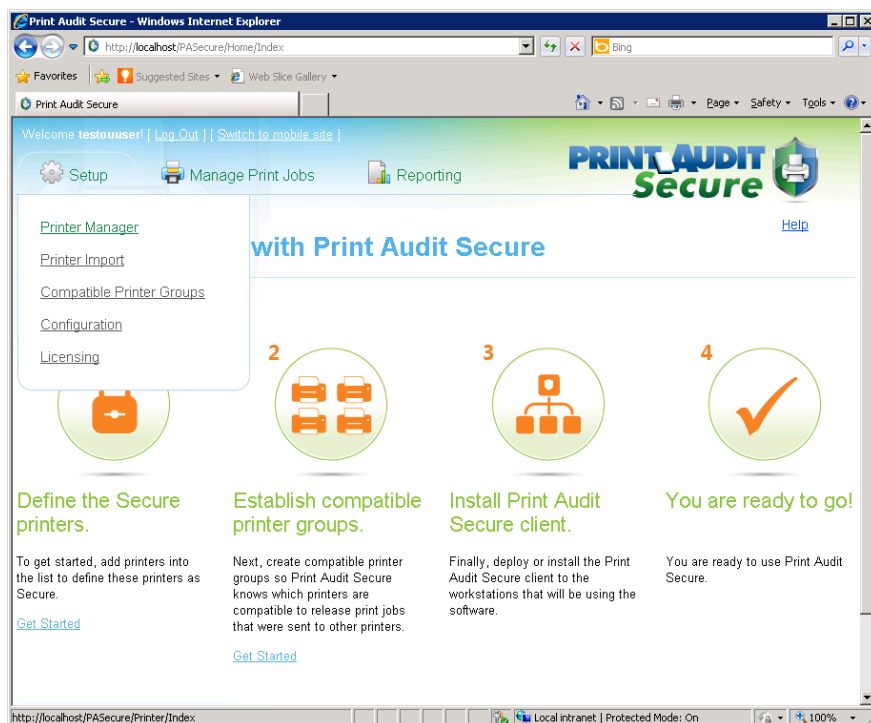 Print Audit Secure - Windows Internet Explorer
http://localhost/PASecure/Home/Index
Bing
Favorites
Suggested Sites
Web Slice Gallery
Print Audit Secure
Page
Safety
Tools
Welcome testouuser! [ Log Out ] [ Switch to mobile site ]
Setup
Manage Print Jobs
Reporting
PRINT AUDIT
Secure
Help
Printer Manager
Printer Import
Compatible Printer Groups
Configuration
Licensing
with Print Audit Secure
2
3
4
Define the Secure
printers.
To get started, add printers into
the list to define these printers as
Secure.
Get Started
Establish compatible
printer groups.
Next, create compatible printer
groups so Print Audit Secure
knows which printers are
compatible to release print jobs
that were sent to other printers.
Get Started
Install Print Audit
Secure client.
Finally, deploy or install the Print
Audit Secure client to the
workstations that will be using the
software.
You are ready to go!
You are ready to use Print Audit
Secure.
http://localhost/PASecure/Printer/Index
Local intranet | Protected Mode: On
100%